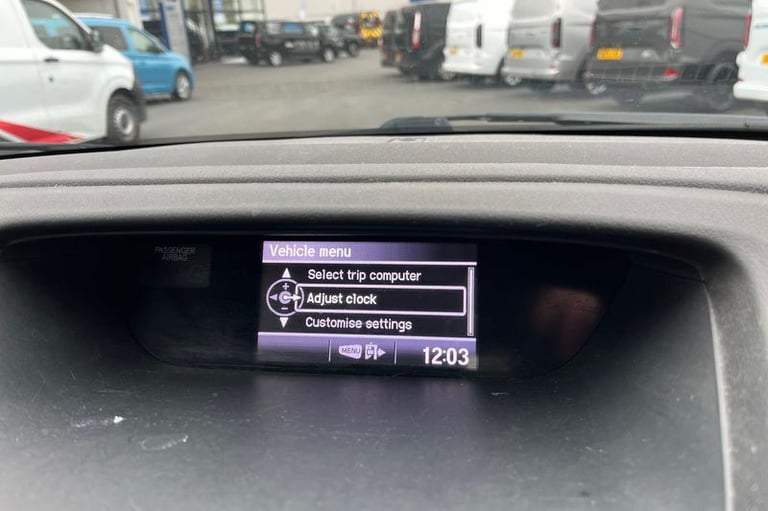 PASSENGER
AIRBAG
Vehicle menu
Select trip computer
Adjust clock
Customise settings
MENU
12:03